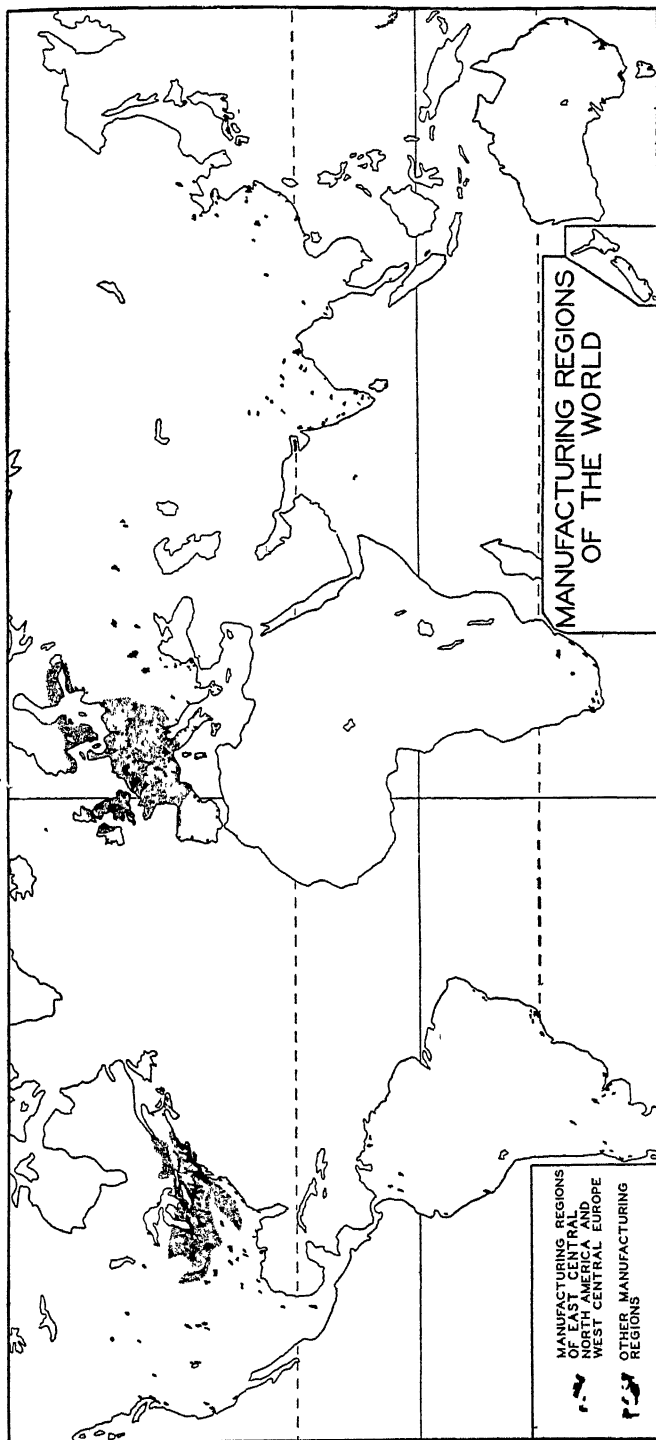 MANUFACTURING REGIONS
OF THE WORLD
MANUFACTURING REGIONS
OF EAST CENTRAL
NORTH AMERICA AND
WEST CENTRAL EUROPE
OTHER MANUFACTURING
REGIONS